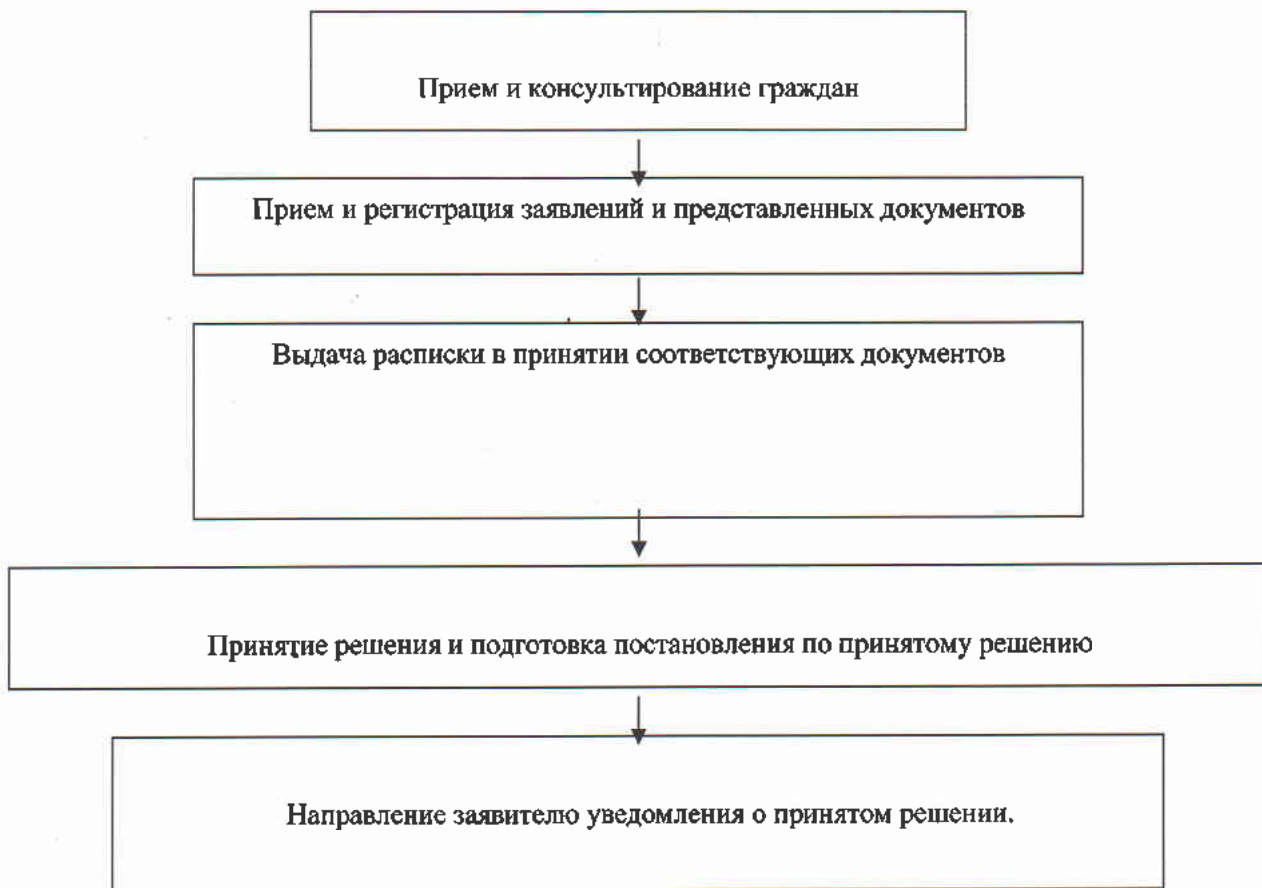 Прием и консультирование граждан
Прием и регистрация заявлений и представленных документов
Выдача расписки в принятии соответствующих документов
Принятие решения и подготовка постановления по принятому решению
Направление заявителю уведомления о принятом решении.